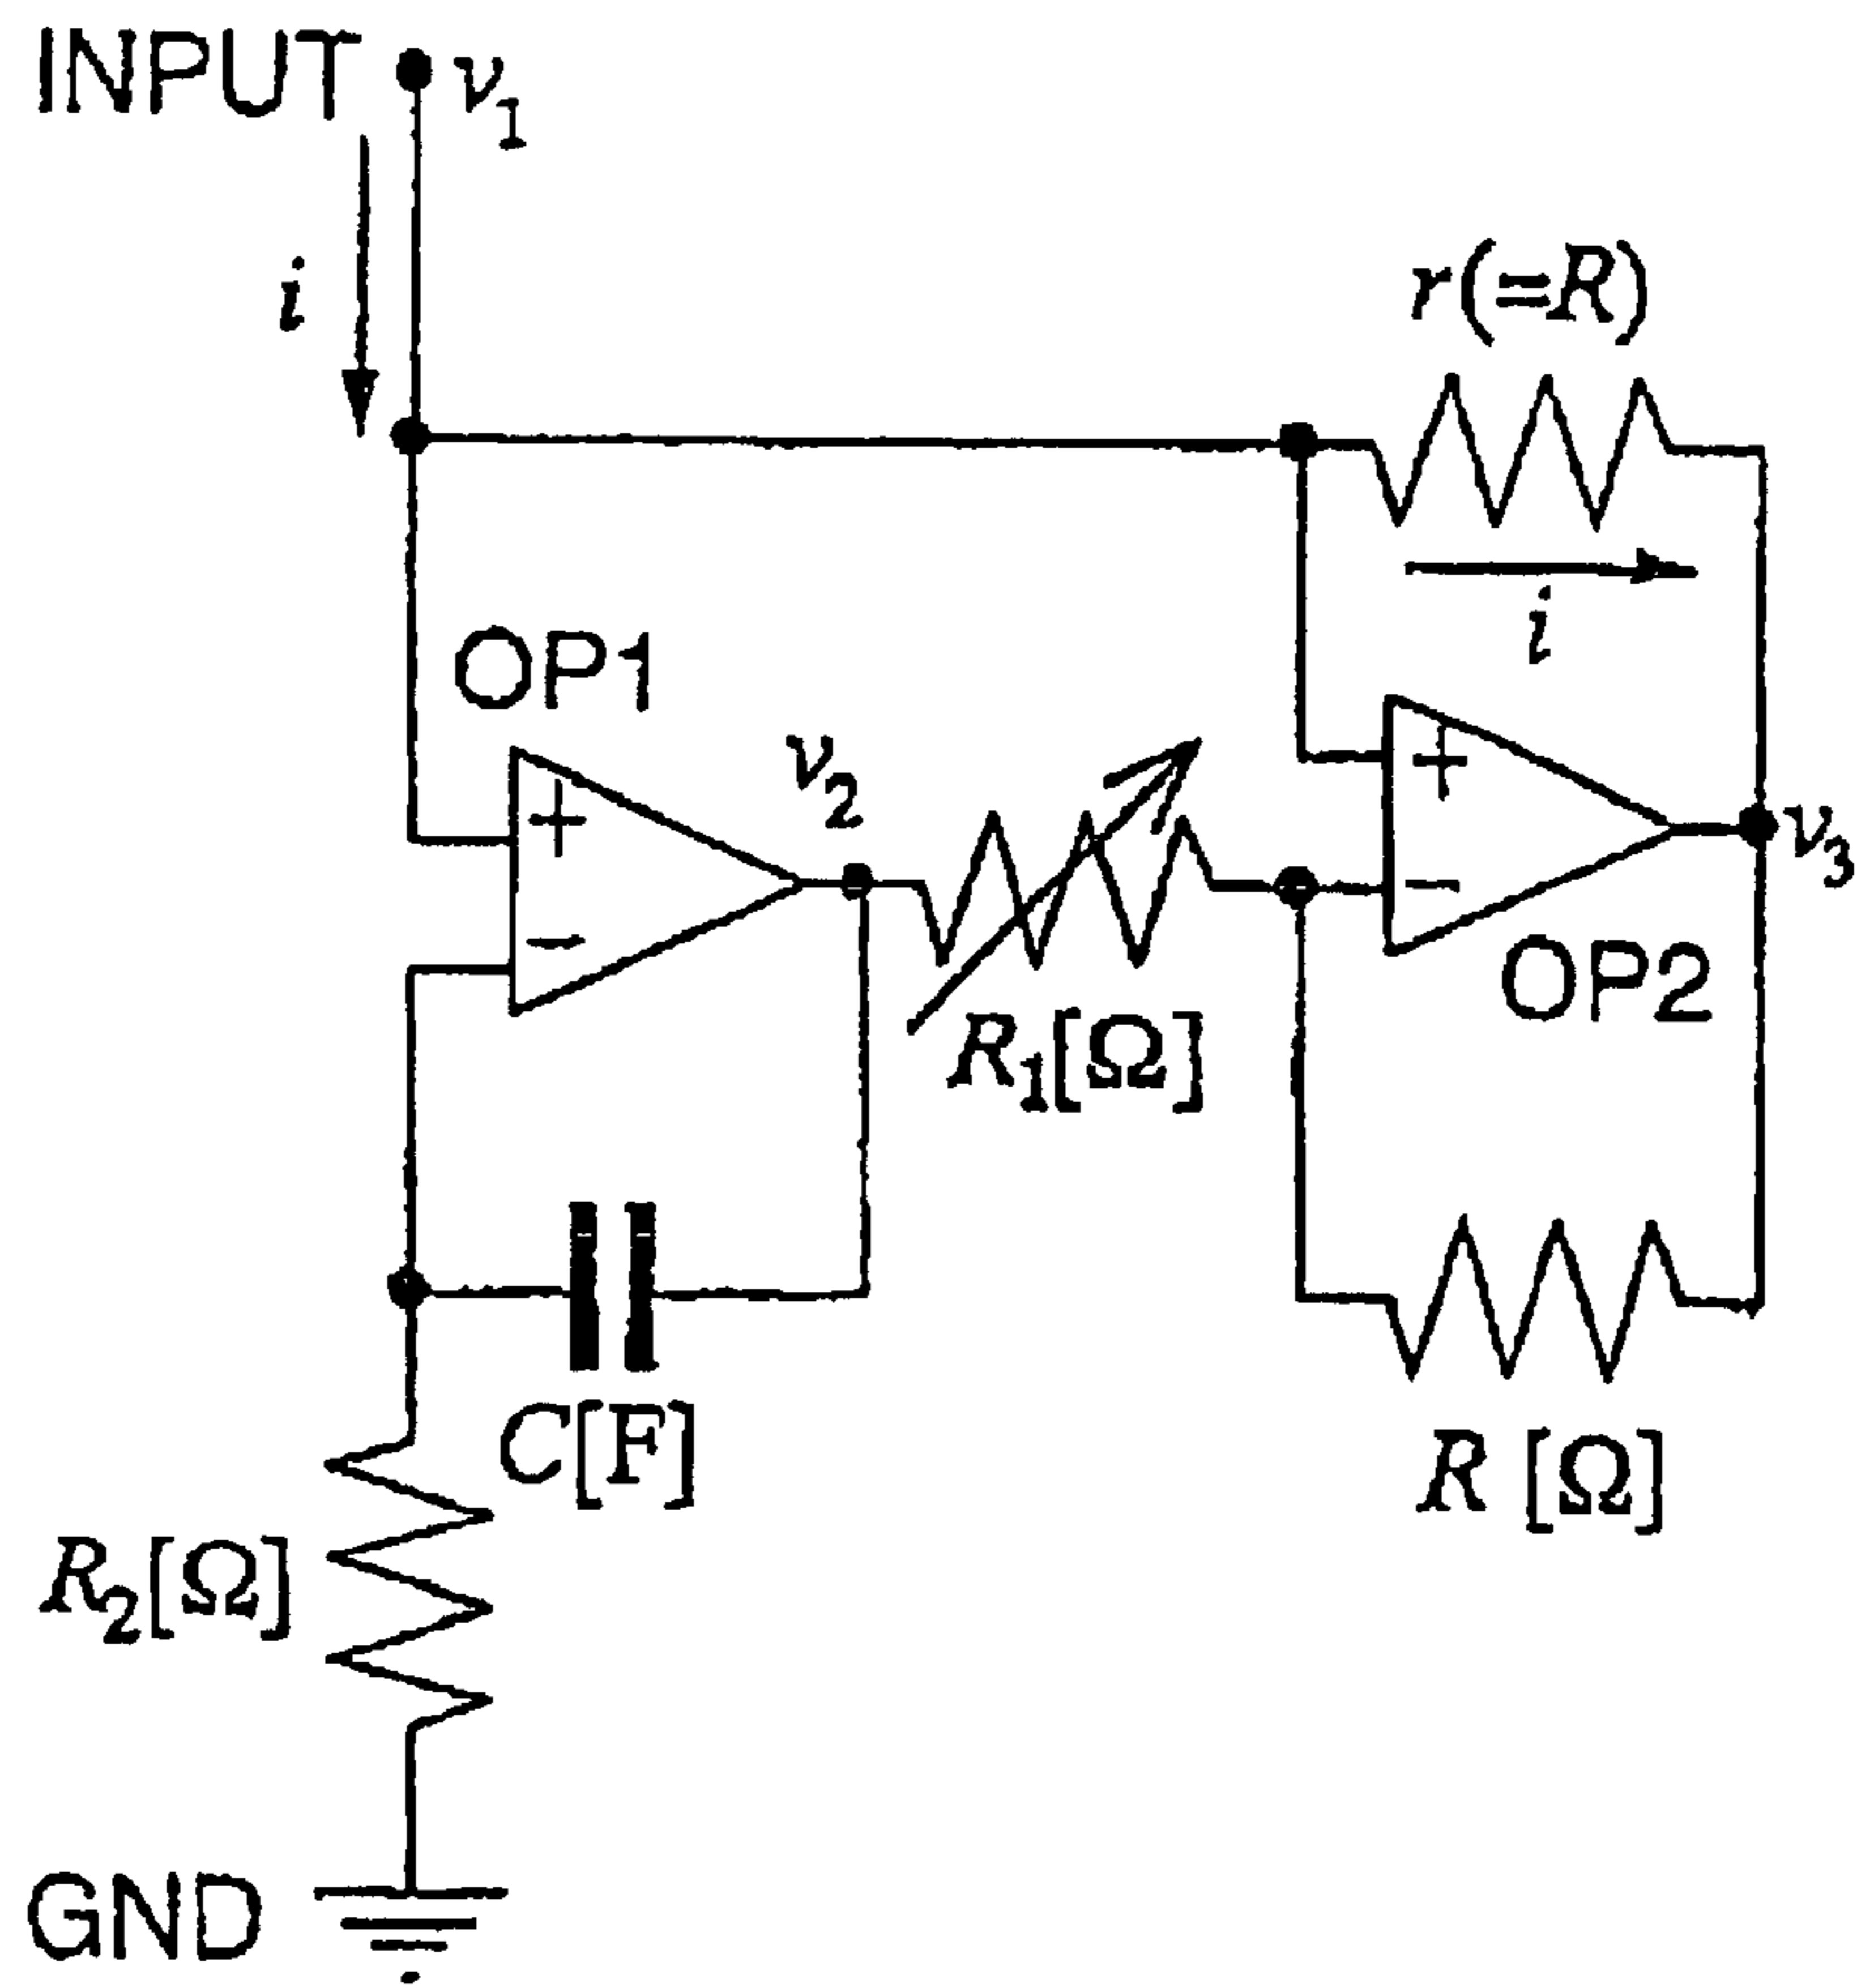 INPUT
v1
i
r(=R)
i
OP1
v2
+
+
v3
−
−
OP2
R1[Ω]
C[F]
R [Ω]
R2[Ω]
GND